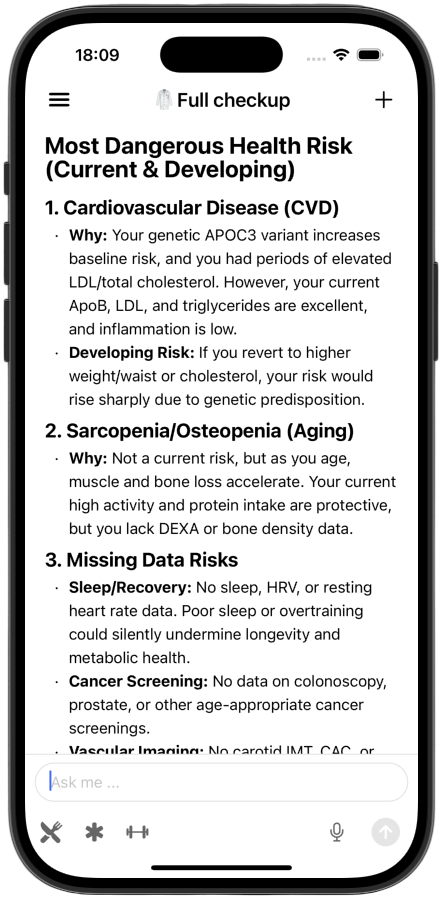 18:09
Full checkup
Most Dangerous Health Risk
(Current & Developing)
1. Cardiovascular Disease (CVD)
· Why: Your genetic APOC3 variant increases
baseline risk, and you had periods of elevated
LDL/total cholesterol. However, your current
ApoB, LDL, and triglycerides are excellent,
and inflammation is low.
· Developing Risk: If you revert to higher
weight/waist or cholesterol, your risk would
rise sharply due to genetic predisposition.
2. Sarcopenia/Osteopenia (Aging)
· Why: Not a current risk, but as you age,
muscle and bone loss accelerate. Your current
high activity and protein intake are protective,
but you lack DEXA or bone density data.
3. Missing Data Risks
· Sleep/Recovery: No sleep, HRV, or resting
heart rate data. Poor sleep or overtraining
could silently undermine longevity and
metabolic health.
· Cancer Screening: No data on colonoscopy,
prostate, or other age-appropriate cancer
screenings.
· Vascular Imaging: No carotid IMT, CAC, or
Ask me ...